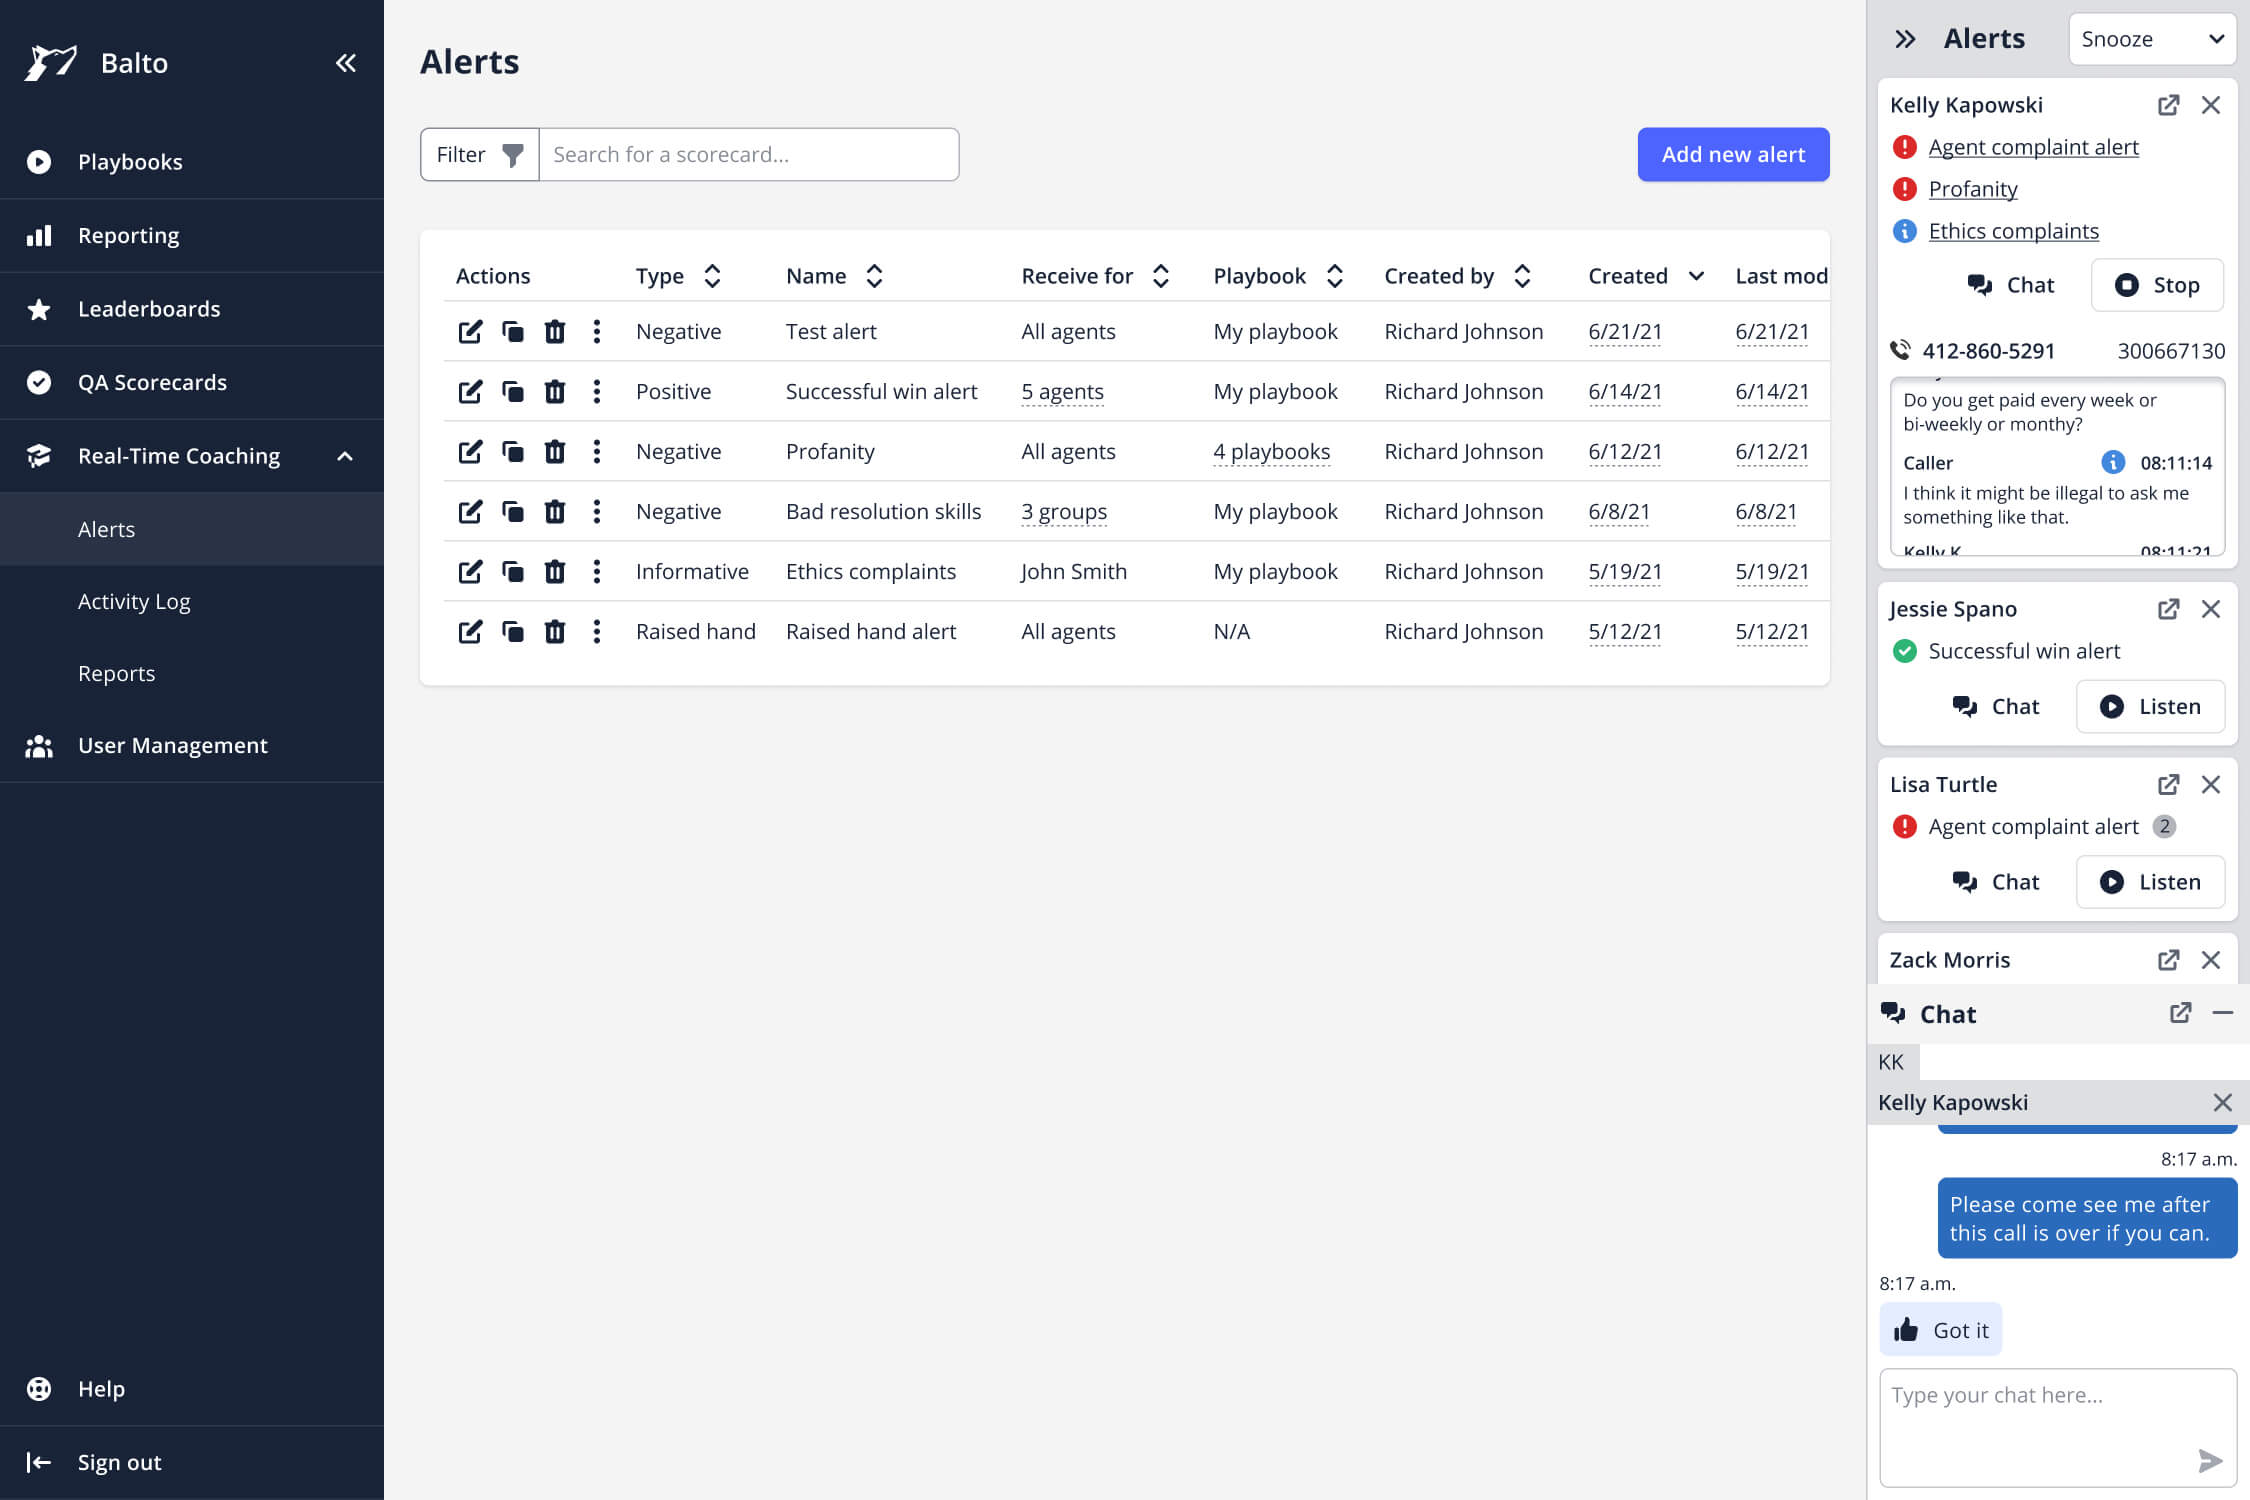 Balto
Playbooks
Reporting
Leaderboards
QA Scorecards
Real-Time Coaching
Alerts
Activity Log
Reports
User Management
Help
Sign out
Alerts
Filter
Search for a scorecard...
Add new alert
Actions Type Name Receive for Playbook Created by Created Last mod
Negative Test alert All agents My playbook Richard Johnson 6/21/21 6/21/21
Positive Successful win alert 5 agents My playbook Richard Johnson 6/14/21 6/14/21
Negative Profanity All agents 4 playbooks Richard Johnson 6/12/21 6/12/21
Negative Bad resolution skills 3 groups My playbook Richard Johnson 6/8/21 6/8/21
Informative Ethics complaints John Smith My playbook Richard Johnson 5/19/21 5/19/21
Raised hand Raised hand alert All agents N/A Richard Johnson 5/12/21 5/12/21
Alerts
Snooze
Kelly Kapowski
Agent complaint alert
Profanity
Ethics complaints
Chat Stop
412-860-5291 300667130
Do you get paid every week or
bi-weekly or monthy?
Caller 08:11:14
I think it might be illegal to ask me
something like that.
Kelly K 08:11:21
Jessie Spano
Successful win alert
Chat Listen
Lisa Turtle
Agent complaint alert 2
Chat Listen
Zack Morris
Chat
KK
Kelly Kapowski
8:17 a.m.
Please come see me after
this call is over if you can.
8:17 a.m.
Got it
Type your chat here...